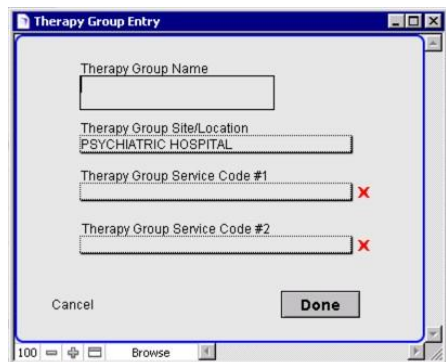 Therapy Group Entry
Therapy Group Name
Therapy Group Site/Location
PSYCHIATRIC HOSPITAL
Therapy Group Service Code #1
X
Therapy Group Service Code #2
X
Cancel Done
100 Browse